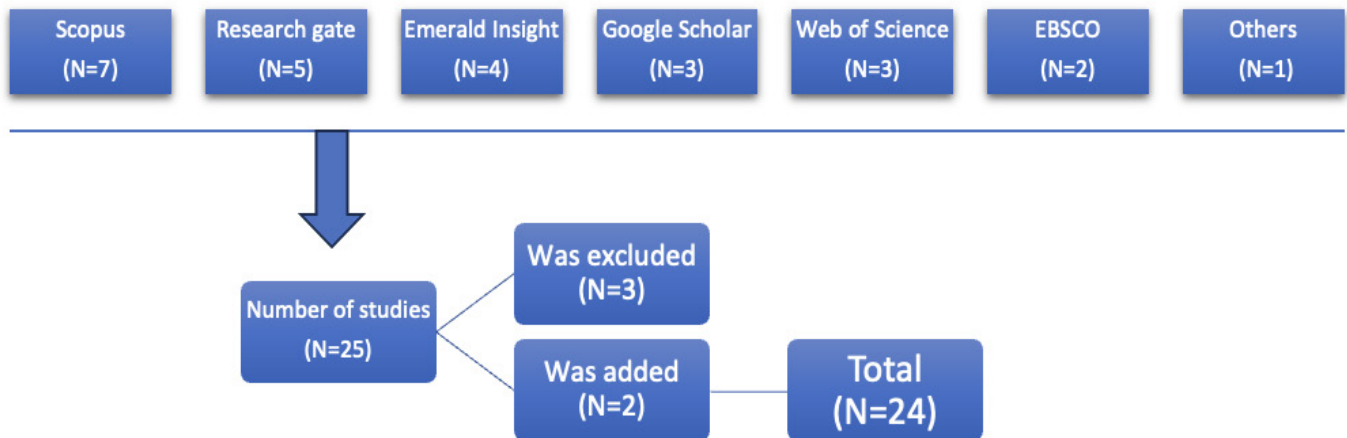 Scopus
(N=7)
Research gate
(N=5)
Emerald Insight
(N=4)
Google Scholar
(N=3)
Web of Science
(N=3)
EBSCO
(N=2)
Others
(N=1)
Number of studies
(N=25)
Was excluded
(N=3)
Was added
(N=2)
Total
(N=24)